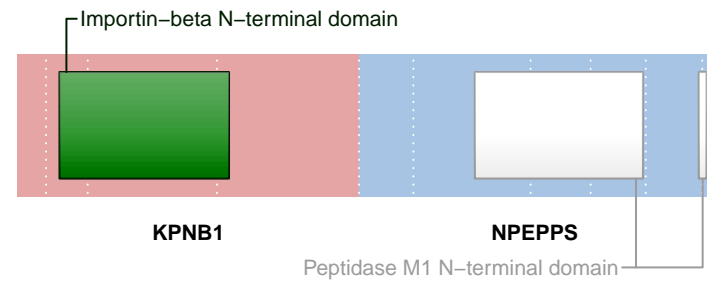 Importin−beta N−terminal domain
KPNB1 NPEPPS
Peptidase M1 N−terminal domain